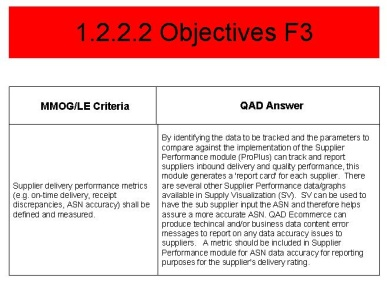 1.2.2.2 Objectives F3
MMOG/LE Criteria
QAD Answer
Supplier delivery performance metrics
(e.g. on-time delivery, receipt
discrepancies, ASN accuracy) shall be
defined and measured.
By identifying the data to be tracked and the parameters to
compare against the implementation of the Supplier
Performance module (ProPlus) can track and report
suppliers inbound delivery and quality performance, this
module generates a 'report card' for each supplier. There
are several other Supplier Performance data/graphs
available in Supply Visualization (SV). SV can be used to
have the sub supplier input the ASN and therefore helps
assure a more accurate ASN. QAD Ecommerce can
produce techincal and/or business data content error
messages to report on any data accuracy issues to
suppliers. A metric should be included in Supplier
Performance module for ASN data accuracy for reporting
purposes for the supplier's delivery rating.